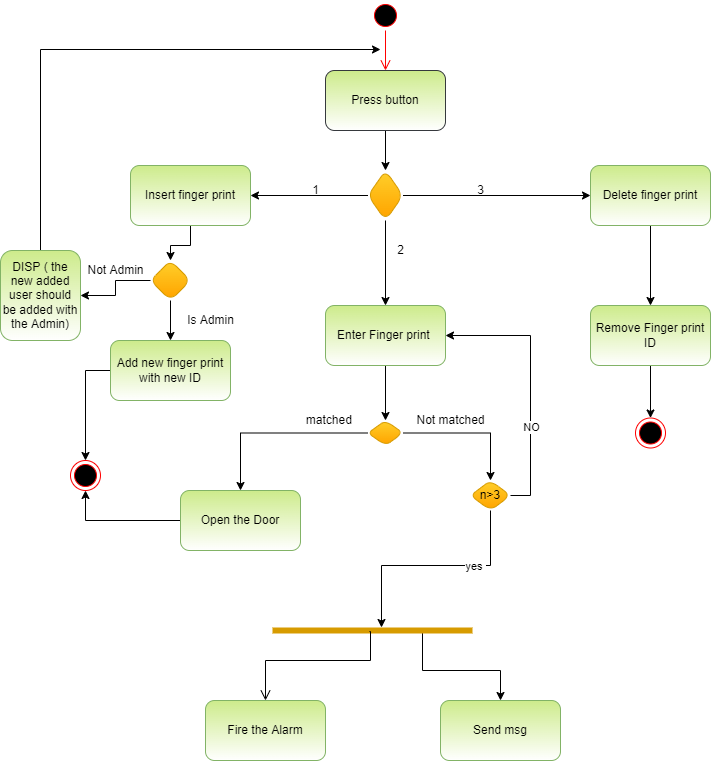 Press button
Insert finger print
1
3
Delete finger print
2
DISP ( the
new added
user should
be added with
the Admin)
Not Admin
Is Admin
Enter Finger print
Remove Finger print
ID
Add new finger print
with new ID
matched
Not matched
NO
n>3
Open the Door
yes
Fire the Alarm
Send msg